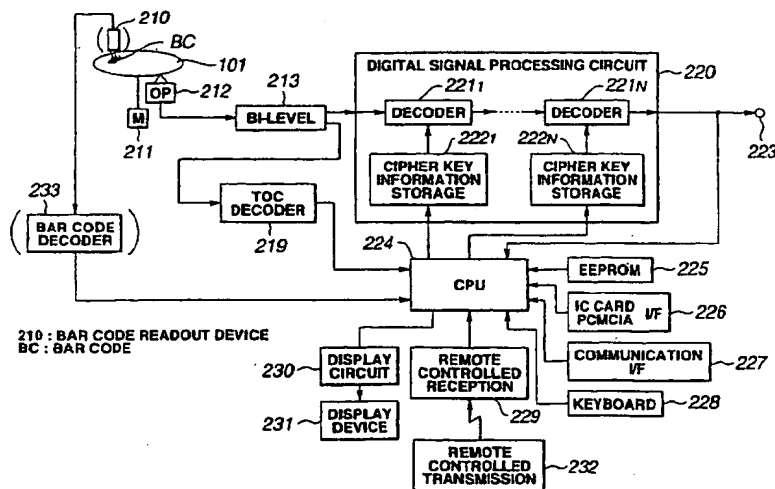 210
BC
101
OP
212
M
211
213
BI-LEVEL
DIGITAL SIGNAL PROCESSING CIRCUIT
220
221₁
221N
DECODER
DECODER
223
222₁
222N
CIPHER KEY
INFORMATION
STORAGE
CIPHER KEY
INFORMATION
STORAGE
233
BAR CODE
DECODER
TOC
DECODER
219
224
CPU
EEPROM
225
IC CARD I/F
PCMCIA
226
COMMUNICATION
I/F
227
KEYBOARD
228
210 : BAR CODE READOUT DEVICE
BC : BAR CODE
230
DISPLAY
CIRCUIT
REMOTE
CONTROLLED
RECEPTION
229
231
DISPLAY
DEVICE
REMOTE
CONTROLLED
TRANSMISSION
232